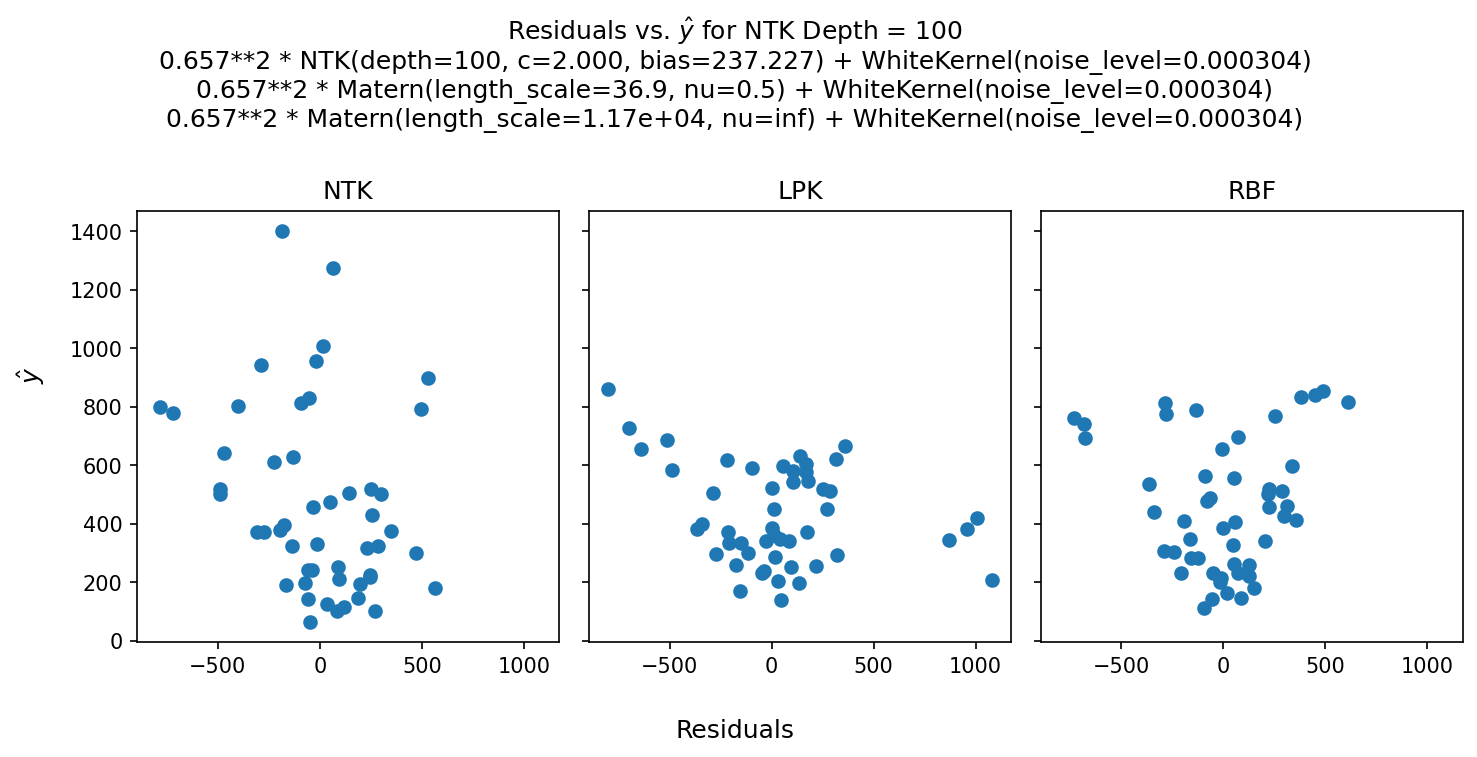 Residuals vs. ŷ for NTK Depth = 100
0.657**2 * NTK(depth=100, c=2.000, bias=237.227) + WhiteKernel(noise_level=0.000304)
0.657**2 * Matern(length_scale=36.9, nu=0.5) + WhiteKernel(noise_level=0.000304)
0.657**2 * Matern(length_scale=1.17e+04, nu=inf) + WhiteKernel(noise_level=0.000304)
NTK
LPK
RBF
ŷ
1400
1200
1000
800
600
400
200
0
−500 0 500 1000
−500 0 500 1000
−500 0 500 1000
Residuals